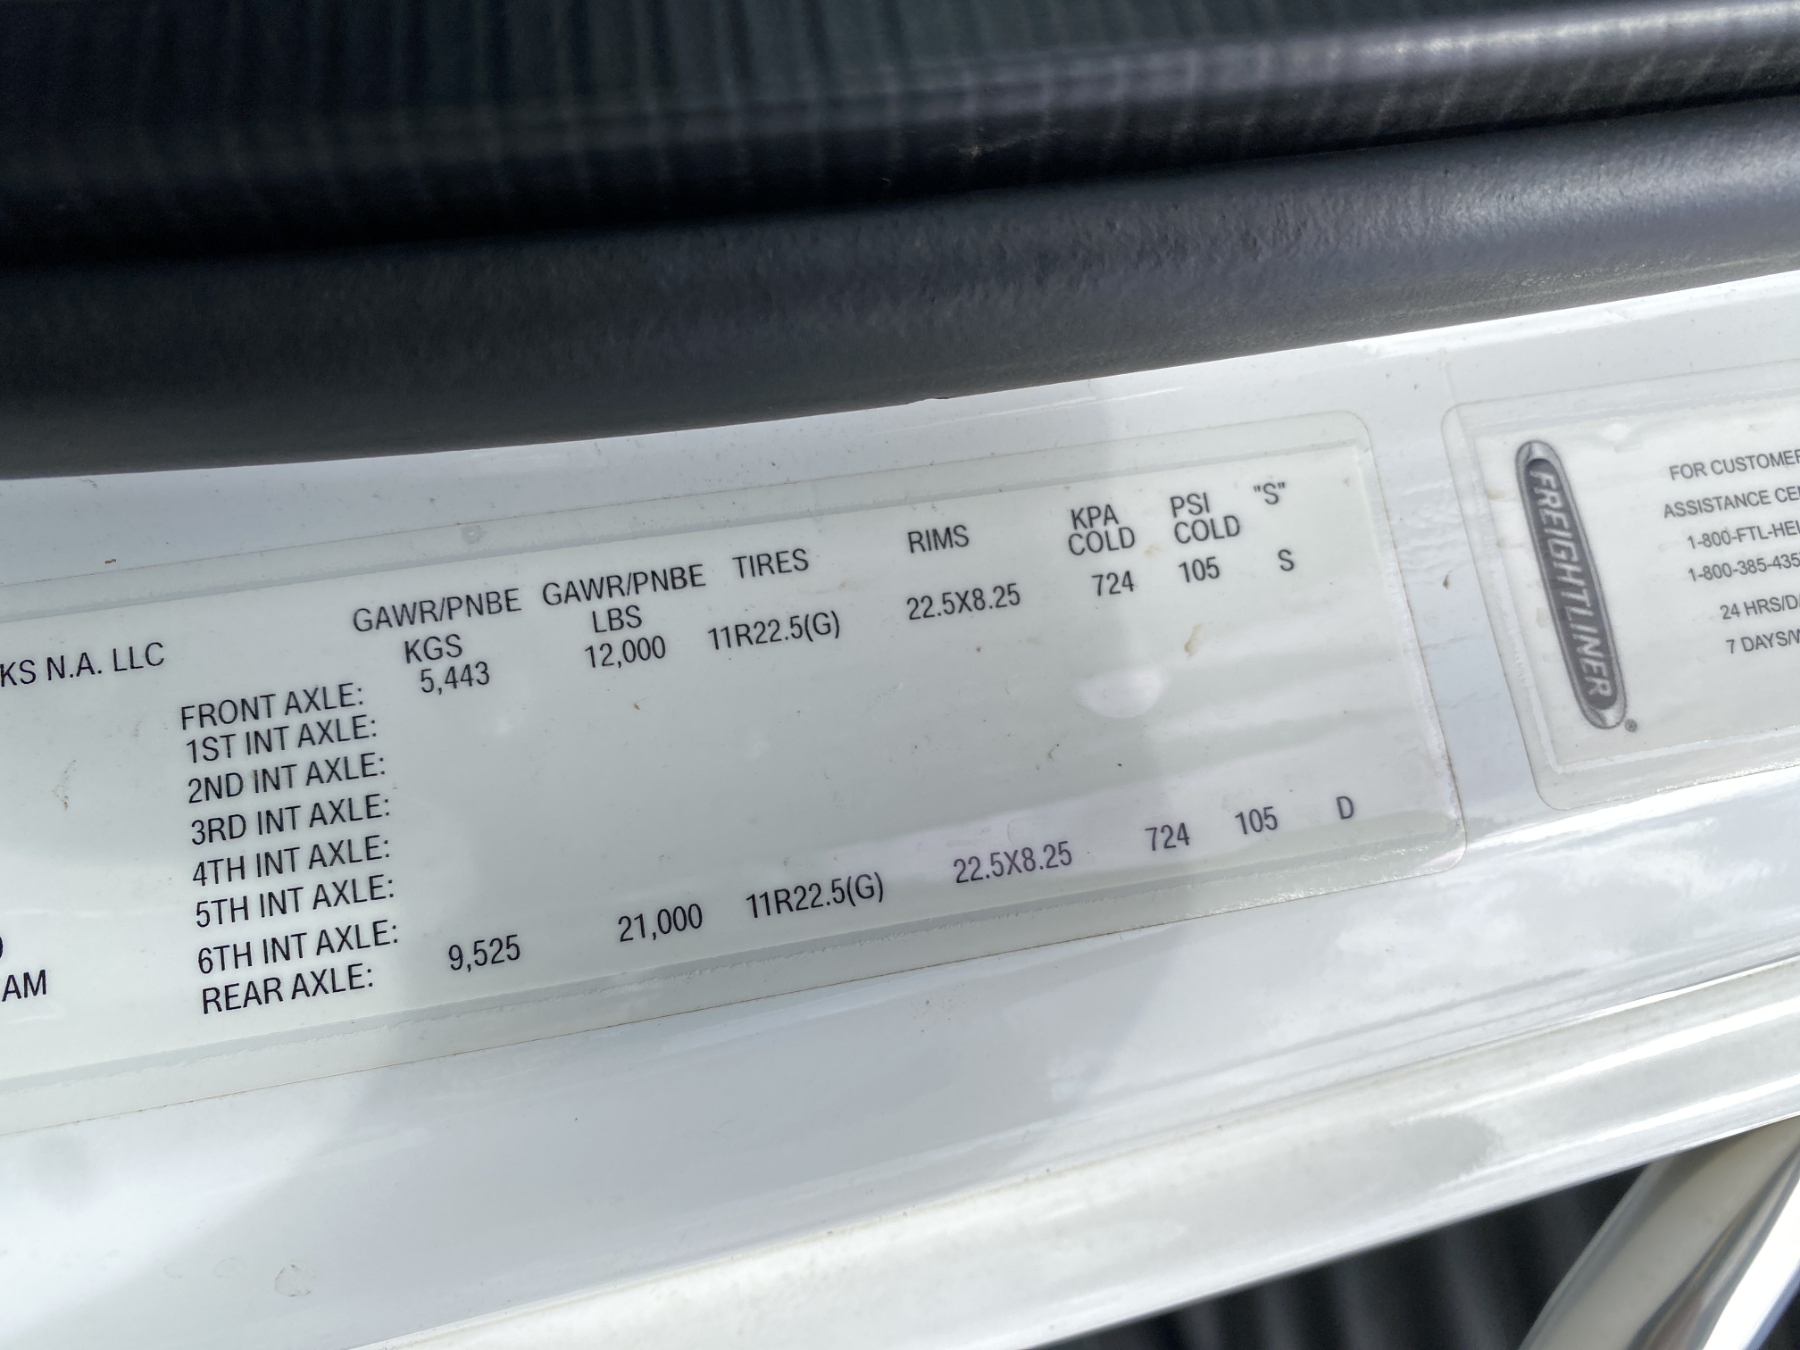 GAWR/PNBE GAWR/PNBE TIRES RIMS KPA PSI "S"
KGS LBS COLD COLD
KS N.A. LLC
FRONT AXLE: 5,443 12,000 11R22.5(G) 22.5X8.25 724 105 S
1ST INT AXLE:
2ND INT AXLE:
3RD INT AXLE:
4TH INT AXLE:
5TH INT AXLE:
6TH INT AXLE:
REAR AXLE: 9,525 21,000 11R22.5(G) 22.5X8.25 724 105 D
AM
FREIGHTLINER®
FOR CUSTOMER
ASSISTANCE CE
1-800-FTL-HEL
1-800-385-435
24 HRS/D
7 DAYS/W